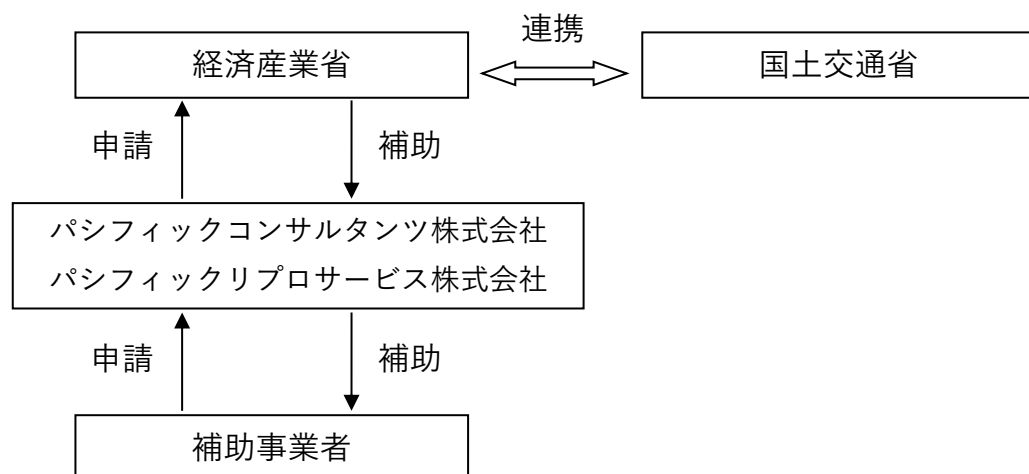 連携
経済産業省
国土交通省
申請
補助
パシフィックコンサルタンツ株式会社
パシフィックリプロサービス株式会社
申請
補助
補助事業者